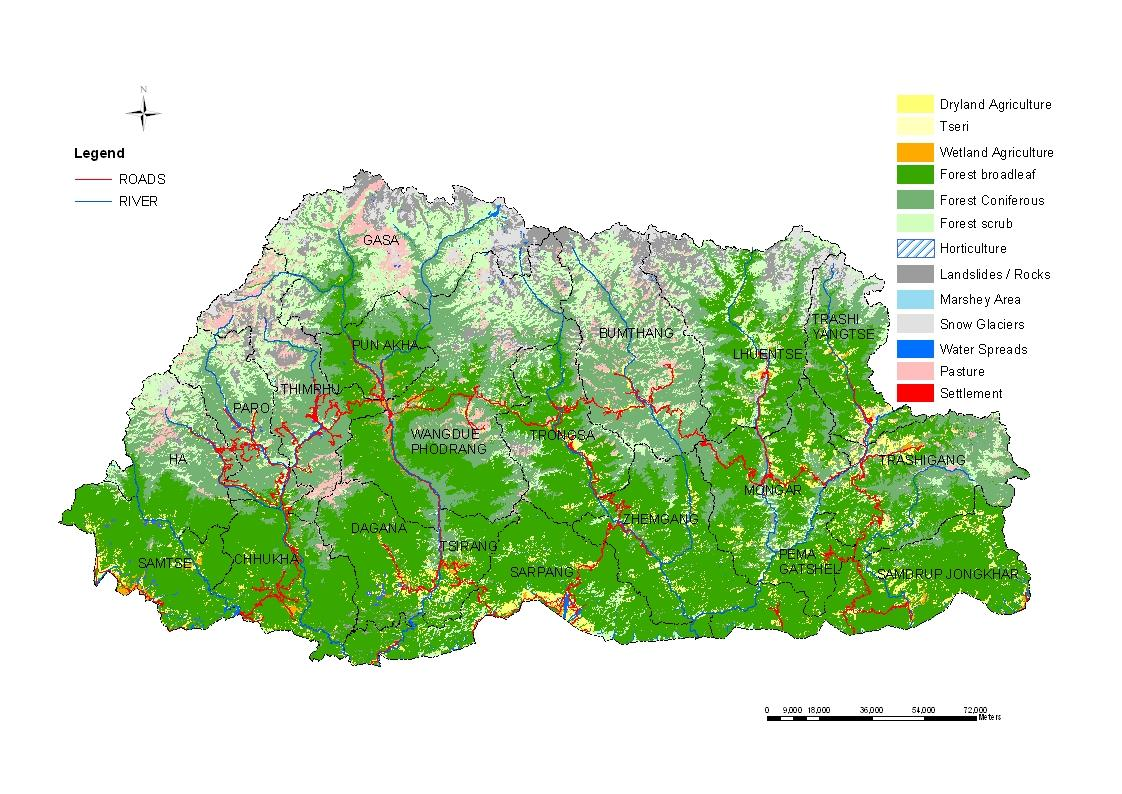 N
Legend
ROADS
RIVER
Dryland Agriculture
Tseri
Wetland Agriculture
Forest broadleaf
Forest Coniferous
Forest scrub
Horticulture
Landslides / Rocks
Marshey Area
Snow Glaciers
Water Spreads
Pasture
Settlement
GASA
TRASHI
YANGTSE
BUMTHANG
PUNAKHA
LHUENTSE
THIMPHU
PARO
WANGDUE
PHODRANG
TRONGSA
HA
TRASHIGANG
MONGAR
DAGANA
ZHEMGANG
TSIRANG
SAMTSE
CHHUKHA
PEMA
GATSHEL
SARPANG
SAMDRUP JONGKHAR
0 9,000 18,000 36,000 54,000 72,000
Meters